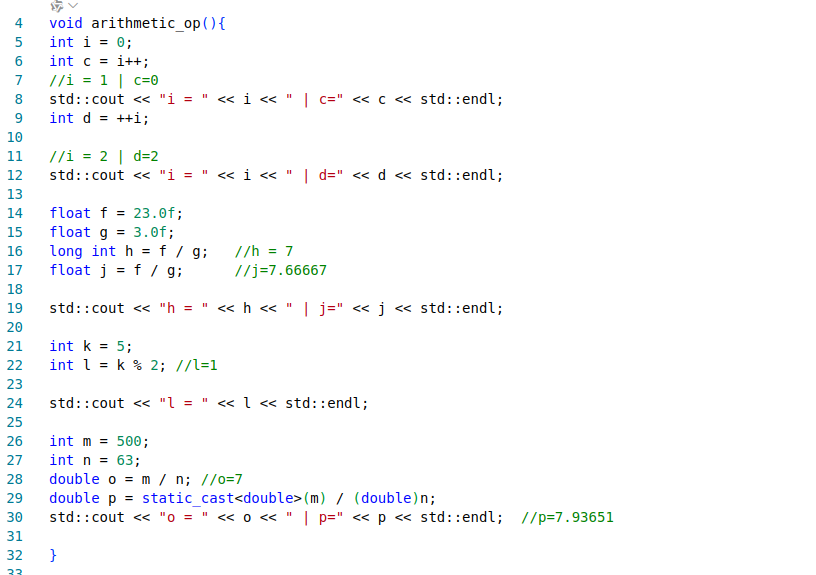 4 void arithmetic_op(){
5 int i = 0;
6 int c = i++;
7 //i = 1 | c=0
8 std::cout << "i = " << i << " | c=" << c << std::endl;
9 int d = ++i;
10
11 //i = 2 | d=2
12 std::cout << "i = " << i << " | d=" << d << std::endl;
13
14 float f = 23.0f;
15 float g = 3.0f;
16 long int h = f / g;   //h = 7
17 float j = f / g;      //j=7.66667
18
19 std::cout << "h = " << h << " | j=" << j << std::endl;
20
21 int k = 5;
22 int l = k % 2; //l=1
23
24 std::cout << "l = " << l << std::endl;
25
26 int m = 500;
27 int n = 63;
28 double o = m / n; //o=7
29 double p = static_cast<double>(m) / (double)n;
30 std::cout << "o = " << o << " | p=" << p << std::endl;  //p=7.93651
31
32 }
33